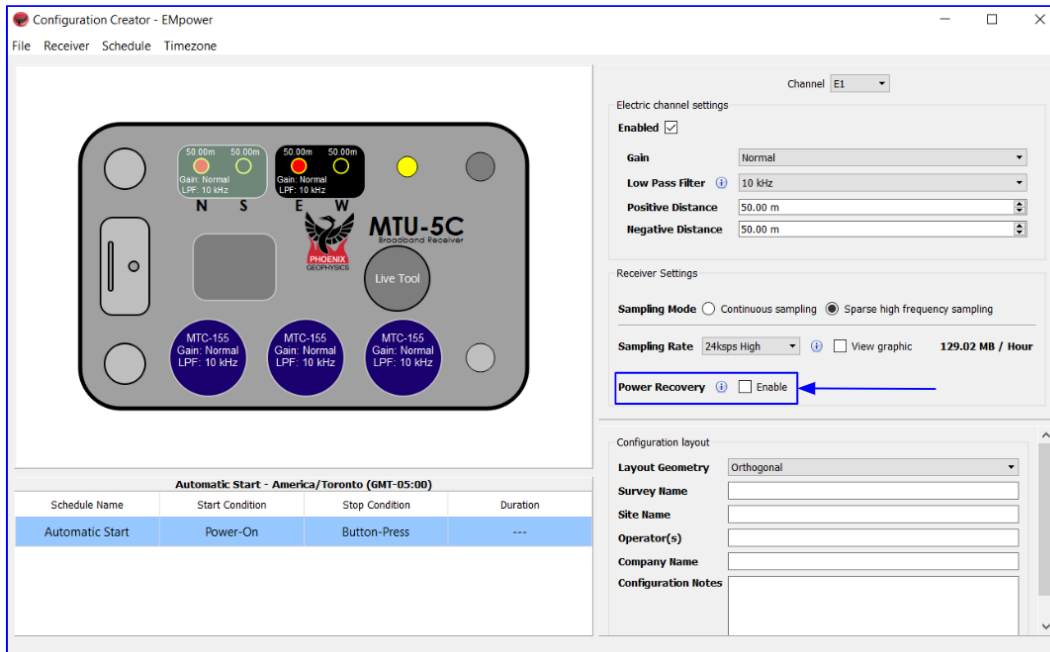 Configuration Creator - EMpower
File Receiver Schedule Timezone
50.00m 50.00m
Gain: Normal
LPF: 10 kHz
N S
50.00m 50.00m
Gain: Normal
LPF: 10 kHz
E W
PHOENIX
GEOPHYSICS
MTU-5C
Broadband Receiver
Live Tool
MTC-155
Gain: Normal
LPF: 10 kHz
MTC-155
Gain: Normal
LPF: 10 kHz
MTC-155
Gain: Normal
LPF: 10 kHz
Automatic Start - America/Toronto (GMT-05:00)
Schedule Name Start Condition Stop Condition Duration
Automatic Start Power-On Button-Press ---
Channel E1
Electric channel settings
Enabled
Gain Normal
Low Pass Filter i 10 kHz
Positive Distance 50.00 m
Negative Distance 50.00 m
Receiver Settings
Sampling Mode Continuous sampling Sparse high frequency sampling
Sampling Rate 24ksps High i View graphic 129.02 MB / Hour
Power Recovery i Enable
Configuration layout
Layout Geometry Orthogonal
Survey Name
Site Name
Operator(s)
Company Name
Configuration Notes